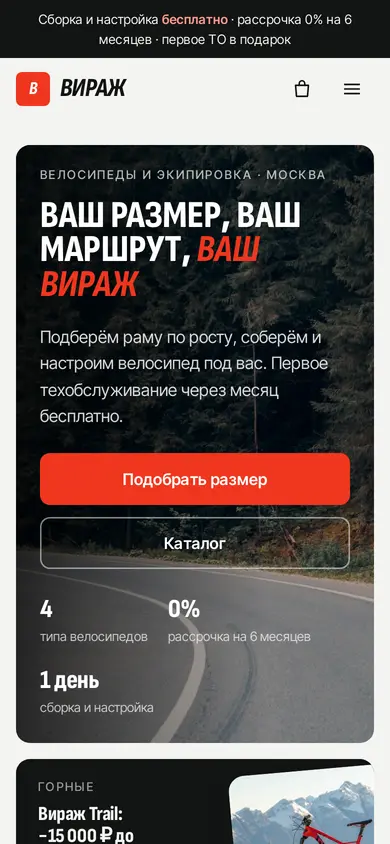 Сборка и настройка бесплатно · рассрочка 0% на 6
месяцев · первое ТО в подарок
В ВИРАЖ
ВЕЛОСИПЕДЫ И ЭКИПИРОВКА · МОСКВА
ВАШ РАЗМЕР, ВАШ
МАРШРУТ, ВАШ
ВИРАЖ
Подберём раму по росту, соберём и
настроим велосипед под вас. Первое
техобслуживание через месяц
бесплатно.
Подобрать размер
Каталог
4
типа велосипедов
0%
рассрочка на 6 месяцев
1 день
сборка и настройка
ГОРНЫЕ
Вираж Trail:
−15 000 ₽ до